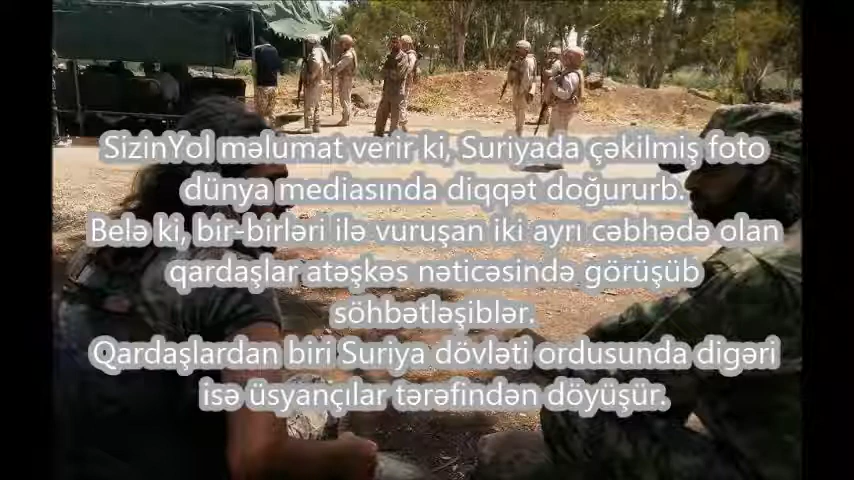 SizinYol məlumat verir ki, Suriyada çəkilmiş foto
dünya mediasında diqqət doğururb.
Belə ki, bir-birləri ilə vuruşan iki ayrı cəbhədə olan
qardaşlar atəşkəs nəticəsində görüşüb
söhbətləşiblər.
Qardaşlardan biri Suriya dövləti ordusunda digəri
isə üsyançılar tərəfindən döyüşür.